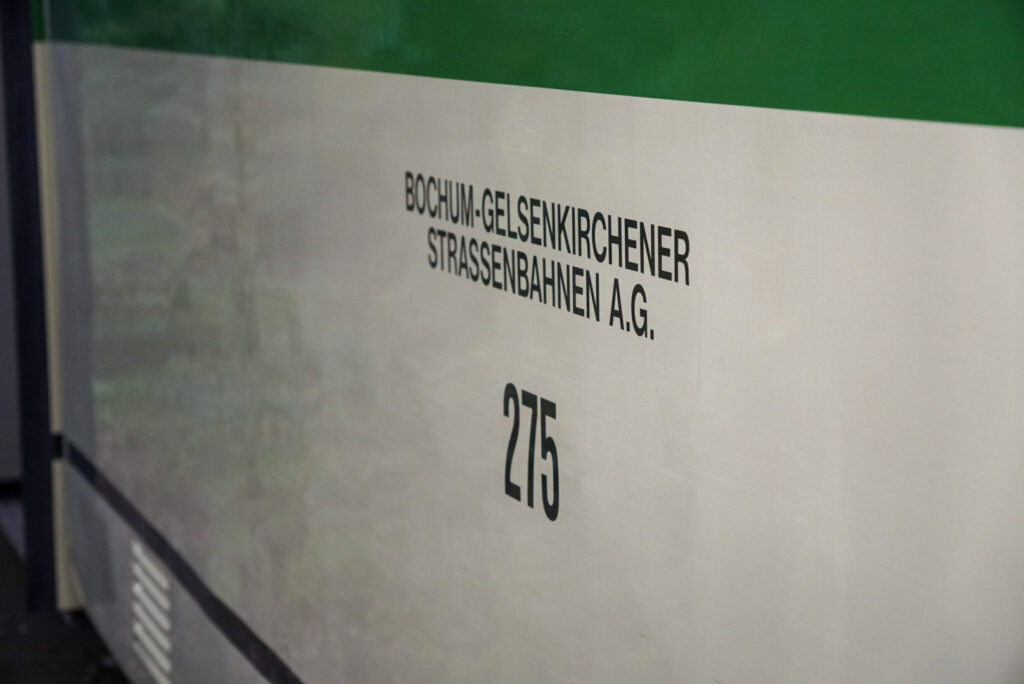 BOCHUM-GELSENKIRCHENER
STRASSENBAHNEN A.G.
275